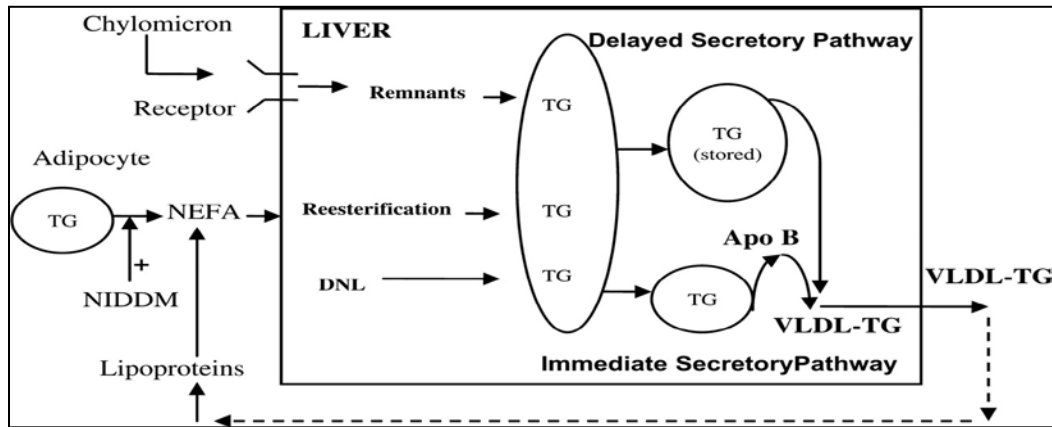 Chylomicron
LIVER
Delayed Secretory Pathway
Receptor
Remnants
TG
TG
(stored)
Adipocyte
TG
NEFA
Reesterification
TG
+
NIDDM
DNL
TG
TG
Apo B
VLDL-TG
VLDL-TG
Lipoproteins
Immediate SecretoryPathway